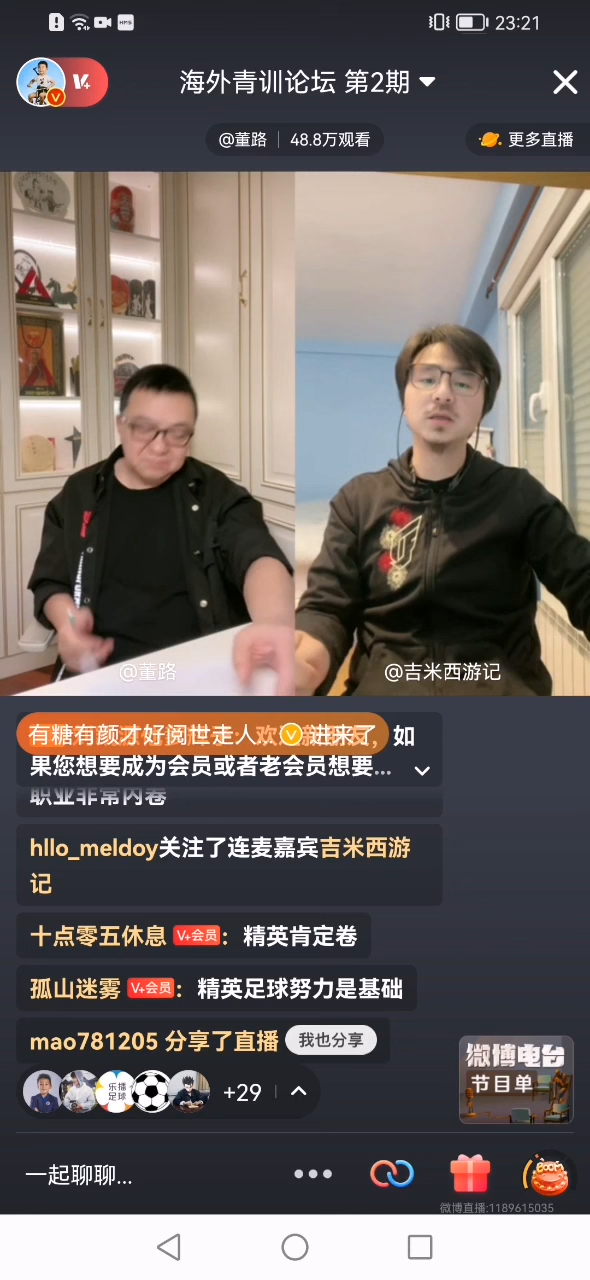 HMS
23:21
V+
V
海外青训论坛 第2期
@董路 48.8万观看
更多直播
@董路
@吉米西游记
有糖有颜才好阅世走人 V 进来了
如
果您想要成为会员或者老会员想要...
职业非常内卷
hllo_meldoy关注了连麦嘉宾吉米西游
记
十点零五休息 V+会员: 精英肯定卷
孤山迷雾 V+会员: 精英足球努力是基础
mao781205 分享了直播 我也分享
乐播
足球
+29
微博电台
节目单
一起聊聊...
BOOM
微博直播:1189615035